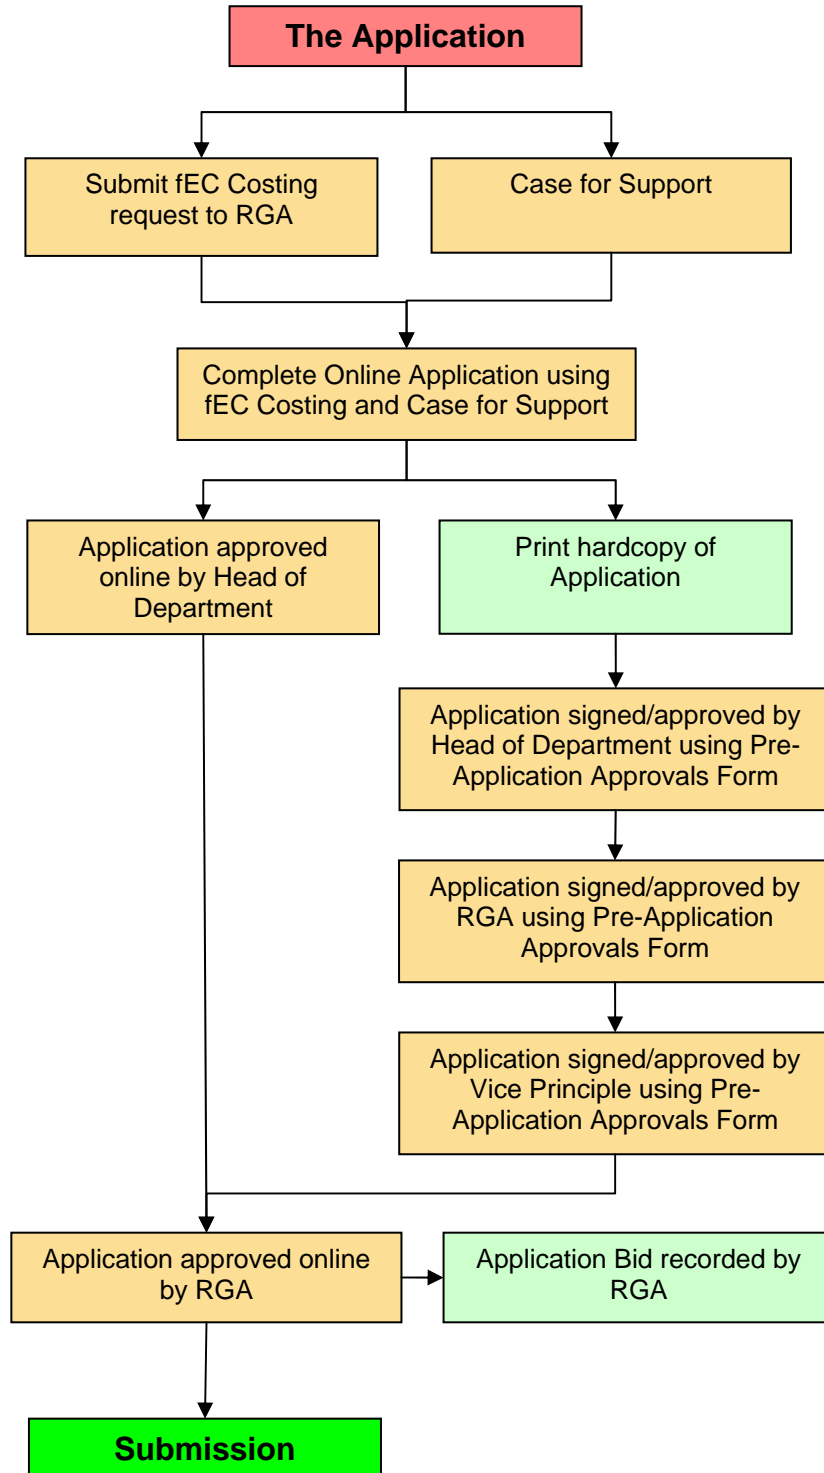 The Application
Submit fEC Costing
request to RGA
Case for Support
Complete Online Application using
fEC Costing and Case for Support
Application approved
online by Head of
Department
Print hardcopy of
Application
Application signed/approved by
Head of Department using Pre-
Application Approvals Form
Application signed/approved by
RGA using Pre-Application
Approvals Form
Application signed/approved by
Vice Principle using Pre-
Application Approvals Form
Application approved online
by RGA
Application Bid recorded by
RGA
Submission